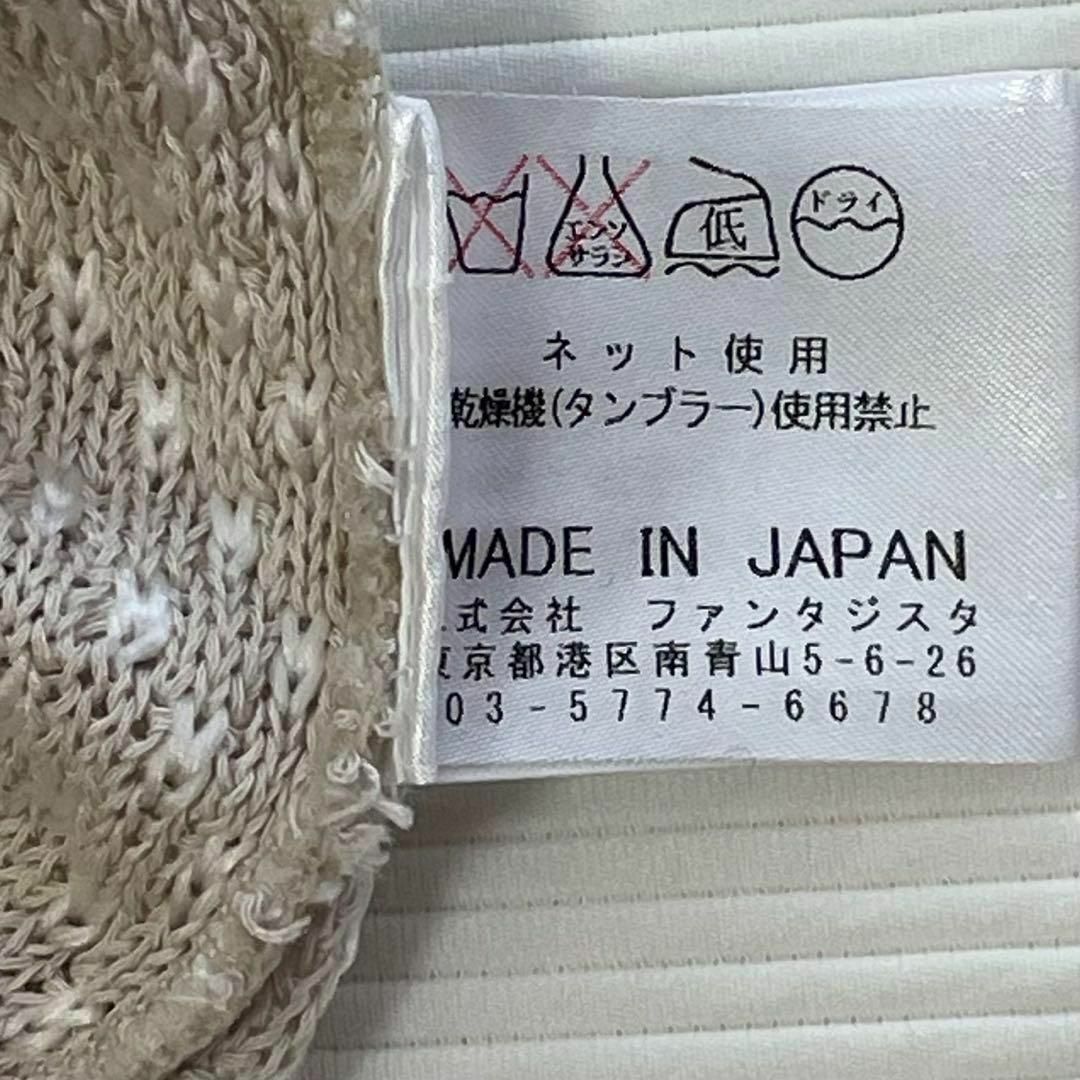 エンソ
サラシ
低
ドライ
ネット使用
乾燥機(タンブラー)使用禁止
MADE IN JAPAN
式会社 ファンタジスタ
東京都港区南青山5-6-26
03-5774-6678